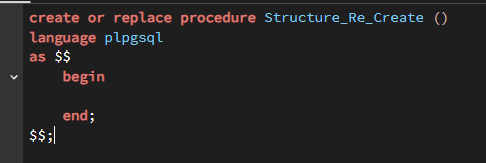 create or replace procedure Structure_Re_Create ()
language plpgsql
as $$
    begin

    end;
$$;